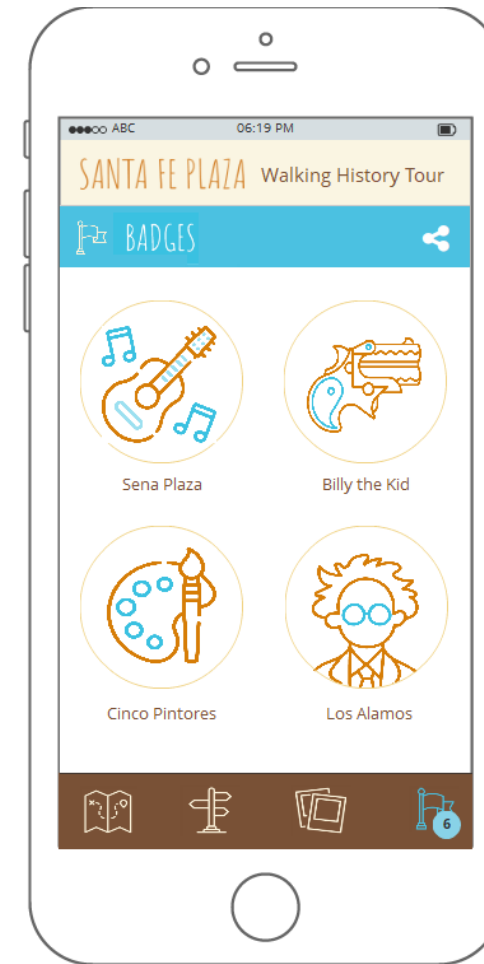 ABC 06:19 PM
SANTA FE PLAZA Walking History Tour
BADGES
Sena Plaza Billy the Kid
Cinco Pintores Los Alamos
6